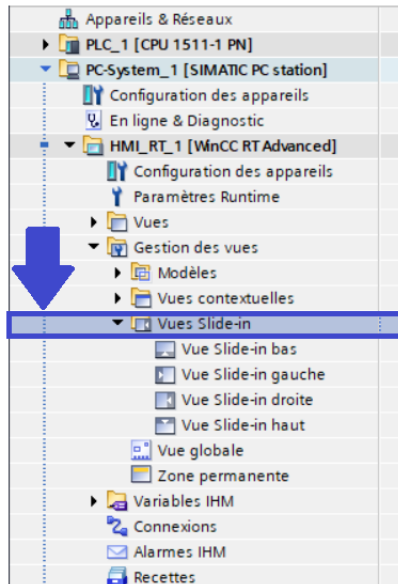 Appareils & Réseaux
PLC_1 [CPU 1511-1 PN]
PC-System_1 [SIMATIC PC station]
Configuration des appareils
En ligne & Diagnostic
HMI_RT_1 [WinCC RT Advanced]
Configuration des appareils
Paramètres Runtime
Vues
Gestion des vues
Modèles
Vues contextuelles
Vues Slide-in
Vue Slide-in bas
Vue Slide-in gauche
Vue Slide-in droite
Vue Slide-in haut
Vue globale
Zone permanente
Variables IHM
Connexions
Alarmes IHM
Recettes